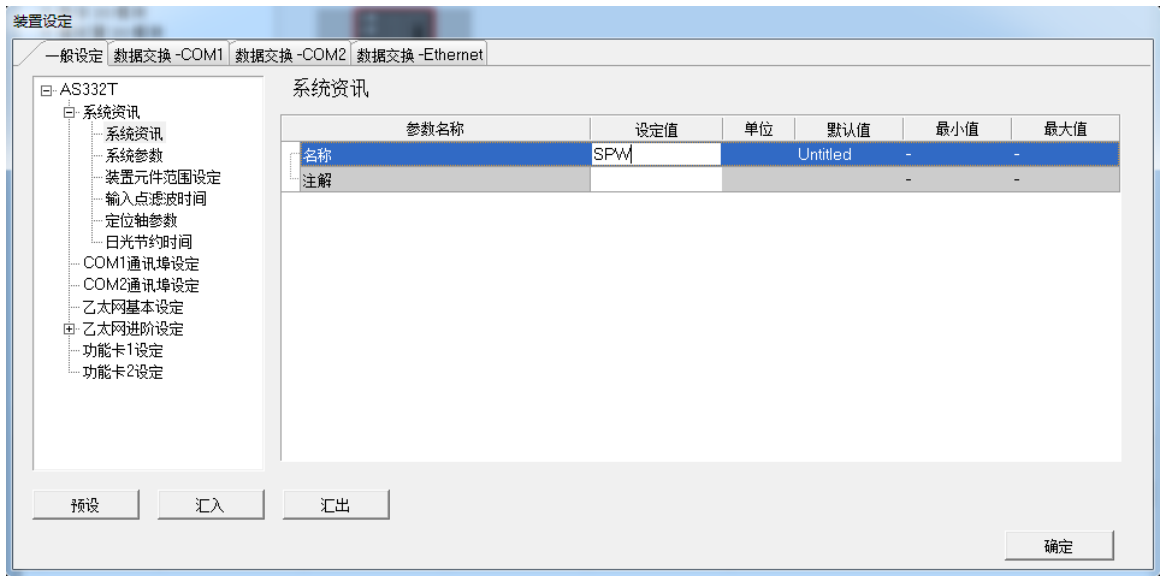 装置设定
一般设定 数据交换 -COM1 数据交换 -COM2 数据交换 -Ethernet
AS332T
系统资讯
系统资讯
系统参数
装置元件范围设定
输入点滤波时间
定位轴参数
日光节约时间
COM1通讯埠设定
COM2通讯埠设定
乙太网基本设定
乙太网进阶设定
功能卡1设定
功能卡2设定
系统资讯
参数名称 设定值 单位 默认值 最小值 最大值
名称 SPW Untitled - -
注解 - -
预设 汇入 汇出
确定